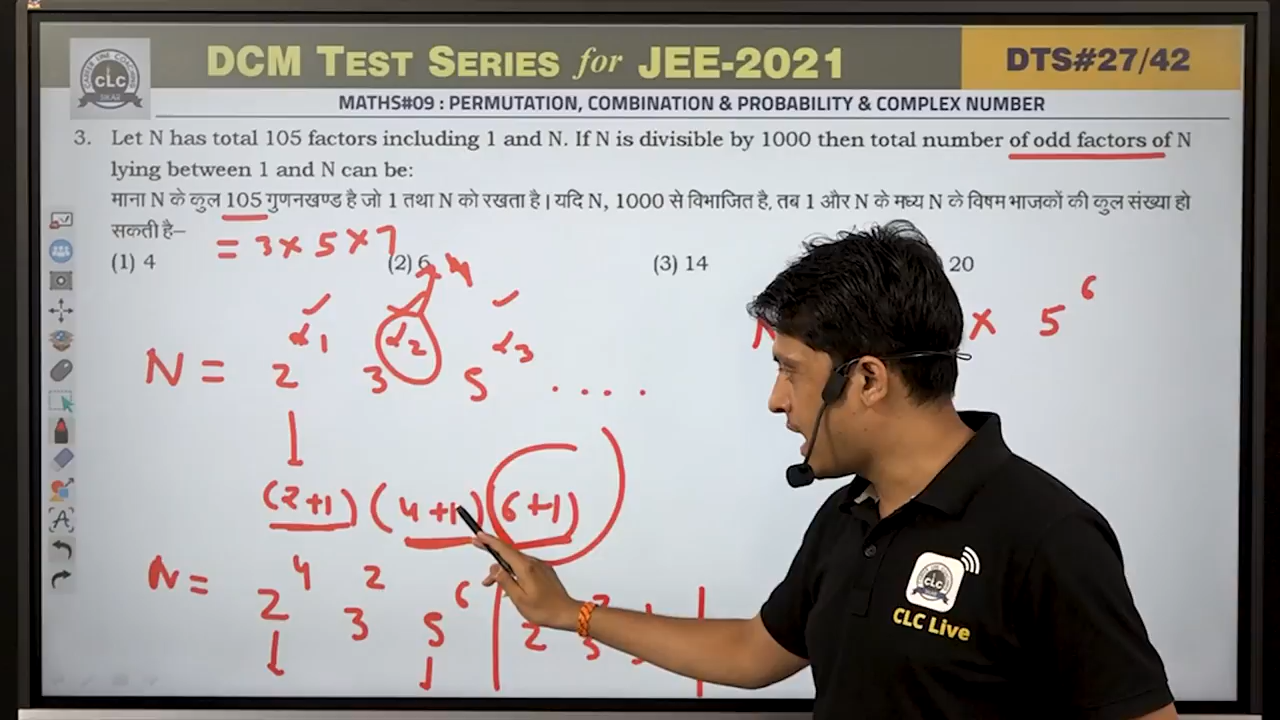 DCM TEST SERIES for JEE-2021
DTS#27/42
CLC
SIKAR
MATHS#09 : PERMUTATION, COMBINATION & PROBABILITY & COMPLEX NUMBER
3. Let N has total 105 factors including 1 and N. If N is divisible by 1000 then total number of odd factors of N
lying between 1 and N can be:
माना N के कुल 105 गुणनखण्ड है जो 1 तथा N को रखता है। यदि N, 1000 से विभाजित है, तब 1 और N के मध्य N के विषम भाजकों की कुल संख्या हो
सकती है–
= 3 × 5 × 7
(1) 4 (2) 6 (3) 14 20
N = 2^α1 3^α2 5^α3 ....
× 5^6
(2+1) (4+1) (6+1)
N = 2^4 3^2 5^6
CLC
CLC Live